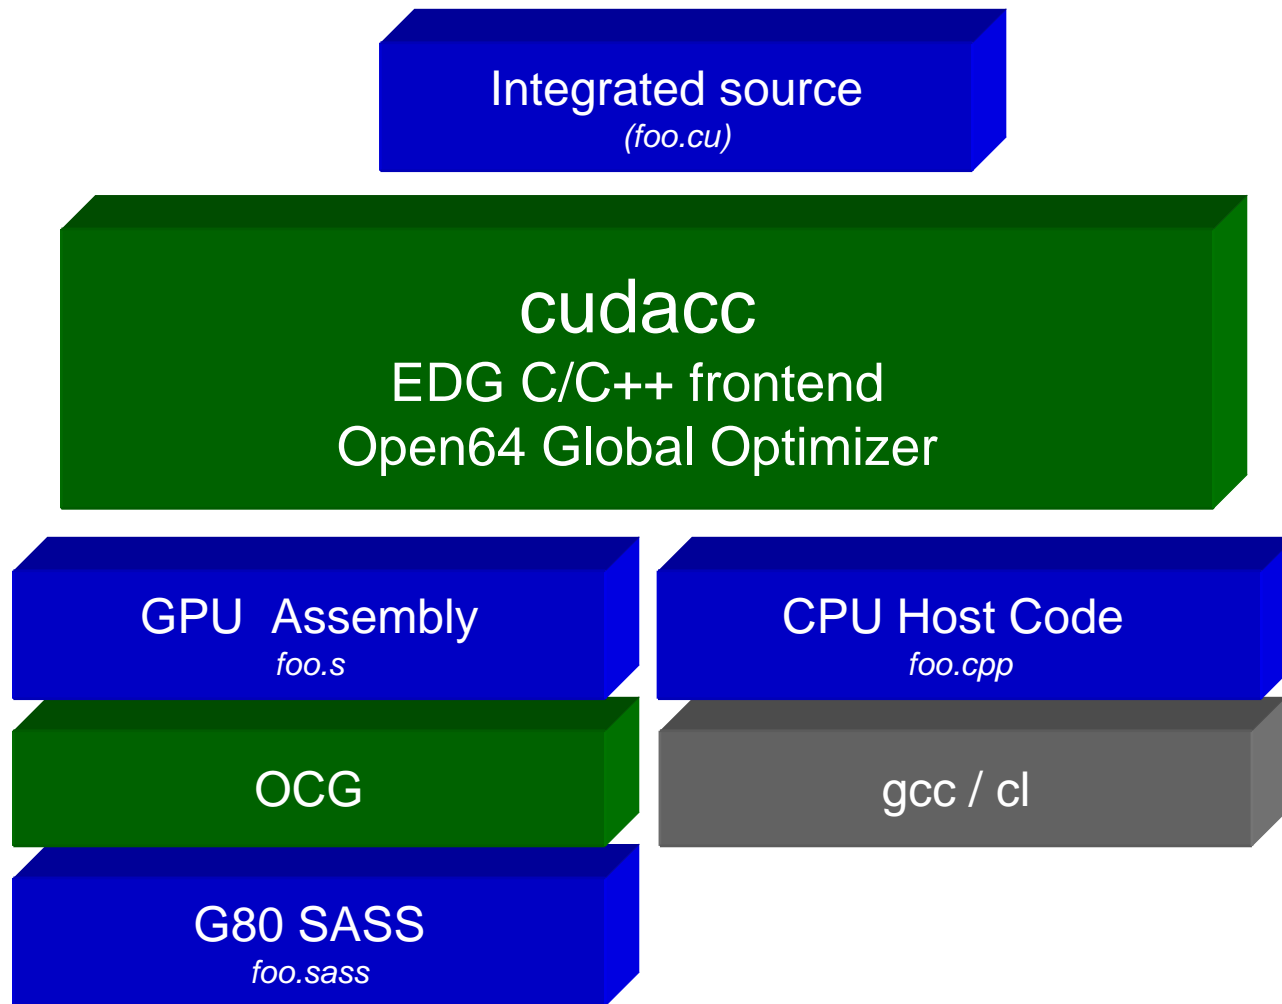 Integrated source
(foo.cu)
cudacc
EDG C/C++ frontend
Open64 Global Optimizer
GPU  Assembly
foo.s
CPU Host Code
foo.cpp
OCG
gcc / cl
G80 SASS
foo.sass